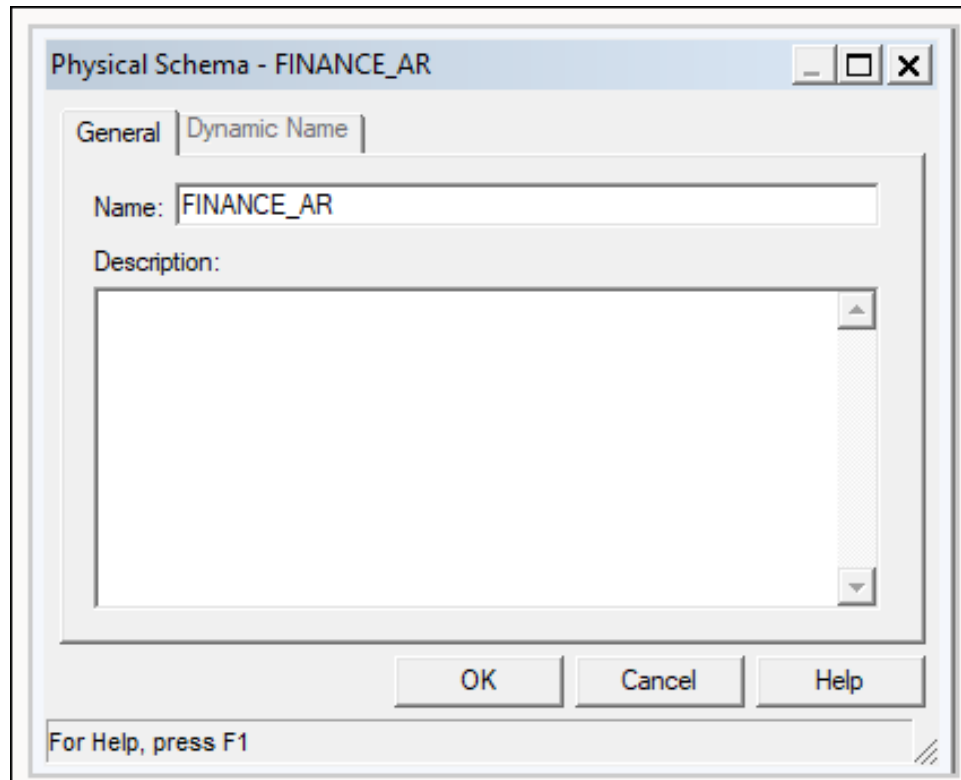 Physical Schema - FINANCE_AR
General Dynamic Name
Name: FINANCE_AR
Description:
OK Cancel Help
For Help, press F1